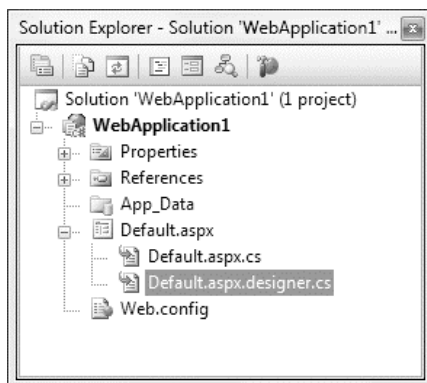 Solution Explorer - Solution 'WebApplication1' ...
Solution 'WebApplication1' (1 project)
WebApplication1
Properties
References
App_Data
Default.aspx
Default.aspx.cs
Default.aspx.designer.cs
Web.config